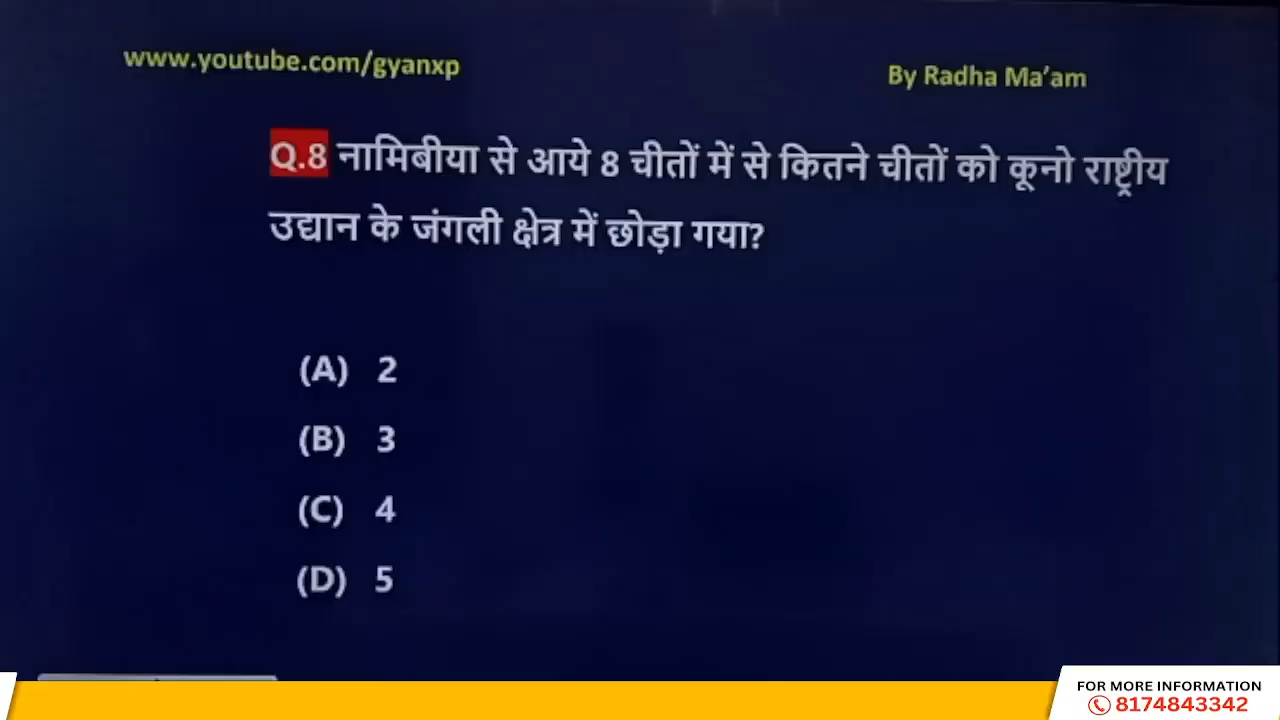 www.youtube.com/gyanxp
By Radha Ma’am
Q.8 नामिबीया से आये 8 चीतों में से कितने चीतों को कूनो राष्ट्रीय
उद्यान के जंगली क्षेत्र में छोड़ा गया?
(A) 2
(B) 3
(C) 4
(D) 5
FOR MORE INFORMATION
8174843342